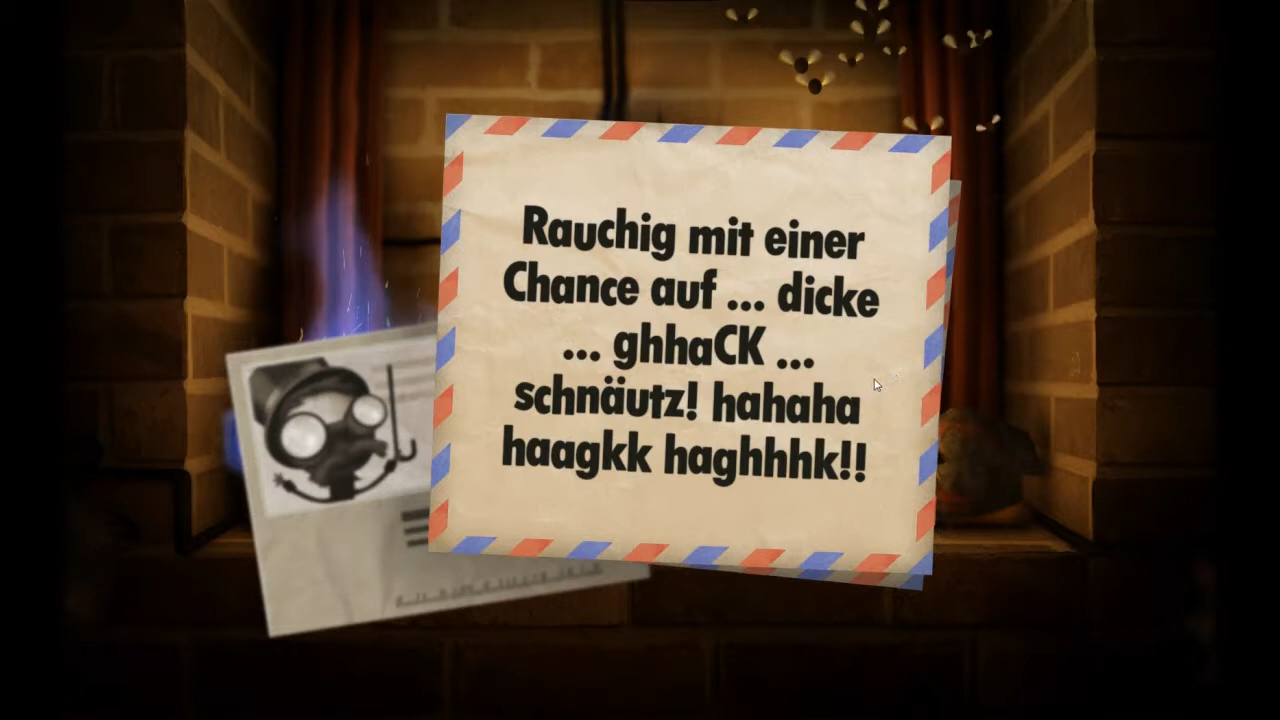 Rauchig mit einer
Chance auf ... dicke
... ghhaCK ...
schnäutz! hahaha
haagkk haghhhk!!